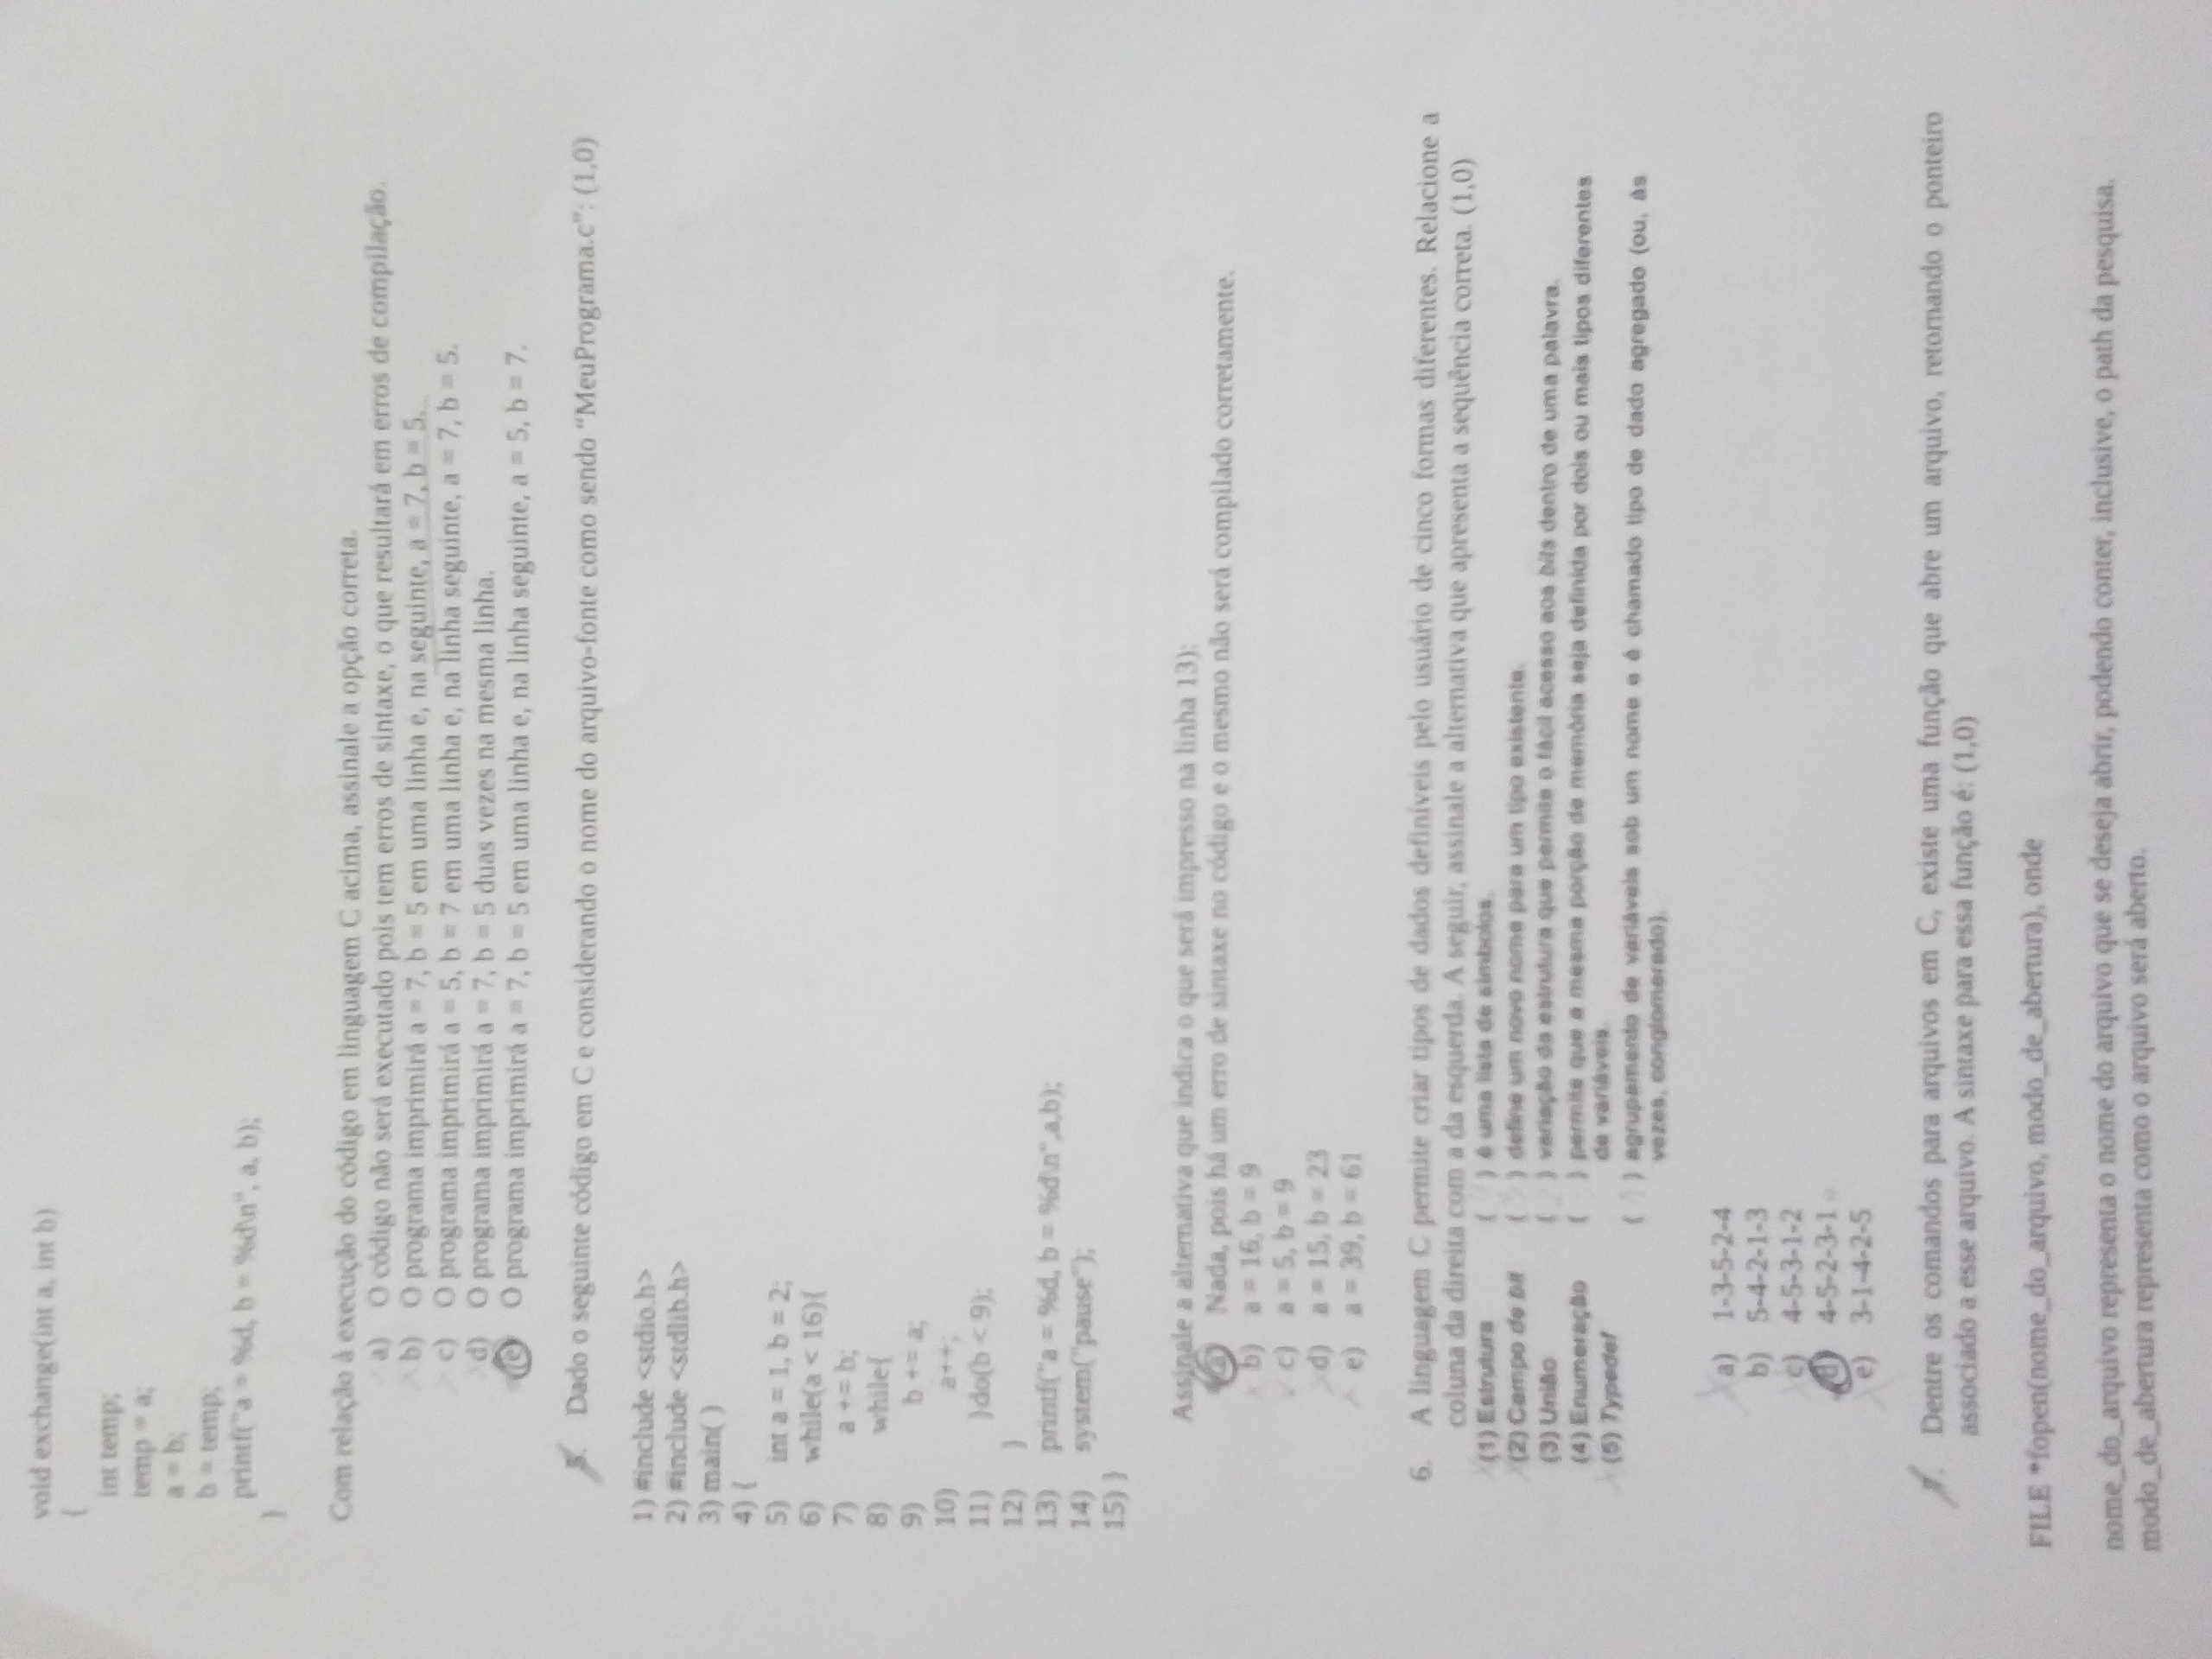 void exchange(int a, int b)
{
int temp;
temp = a;
a = b;
b = temp;
printf("a = %d, b = %d\n", a, b);
}
Com relação à execução do código em linguagem C acima, assinale a opção correta.
a) O código não será executado pois tem erros de sintaxe, o que resultará em erros de compilação.
b) O programa imprimirá a = 7, b = 5 em uma linha e, na seguinte, a = 7, b = 5.
c) O programa imprimirá a = 5, b = 7 em uma linha e, na linha seguinte, a = 7, b = 5.
d) O programa imprimirá a = 7, b = 5 duas vezes na mesma linha.
e) O programa imprimirá a = 7, b = 5 em uma linha e, na linha seguinte, a = 5, b = 7.
5. Dado o seguinte código em C e considerando o nome do arquivo-fonte como sendo “MeuPrograma.c”: (1,0)
1) #include <stdio.h>
2) #include <stdlib.h>
3) main( )
4) {
5) int a = 1, b = 2;
6) while(a < 16){
7) a += b;
8) while{
9) b += a;
10) a++;
11) }do(b < 9);
12) }
13) printf("a = %d, b = %d\n",a,b);
14) system("pause");
15) }
Assinale a alternativa que indica o que será impresso na linha 13):
a) Nada, pois há um erro de sintaxe no código e o mesmo não será compilado corretamente.
b) a = 16, b = 9
c) a = 5, b = 9
d) a = 15, b = 23
e) a = 39, b = 61
6. A linguagem C permite criar tipos de dados definíveis pelo usuário de cinco formas diferentes. Relacione a
coluna da direita com a da esquerda. A seguir, assinale a alternativa que apresenta a sequência correta. (1,0)
(1) Estrutura ( ) é uma lista de símbolos.
(2) Campo de bit ( ) define um novo nome para um tipo existente.
(3) União ( ) variação da estrutura que permite o fácil acesso aos bits dentro de uma palavra.
(4) Enumeração ( ) permite que a mesma porção de memória seja definida por dois ou mais tipos diferentes
(5) Typedef de variáveis.
( ) agrupamento de variáveis sob um nome e é chamado tipo de dado agregado (ou, às
vezes, conglomerado).
a) 1-3-5-2-4
b) 5-4-2-1-3
c) 4-5-3-1-2
d) 4-5-2-3-1
e) 3-1-4-2-5
7. Dentre os comandos para arquivos em C, existe uma função que abre um arquivo, retornando o ponteiro
associado a esse arquivo. A sintaxe para essa função é: (1,0)
FILE *fopen(nome_do_arquivo, modo_de_abertura), onde
nome_do_arquivo representa o nome do arquivo que se deseja abrir, podendo conter, inclusive, o path da pesquisa.
modo_de_abertura representa como o arquivo será aberto.